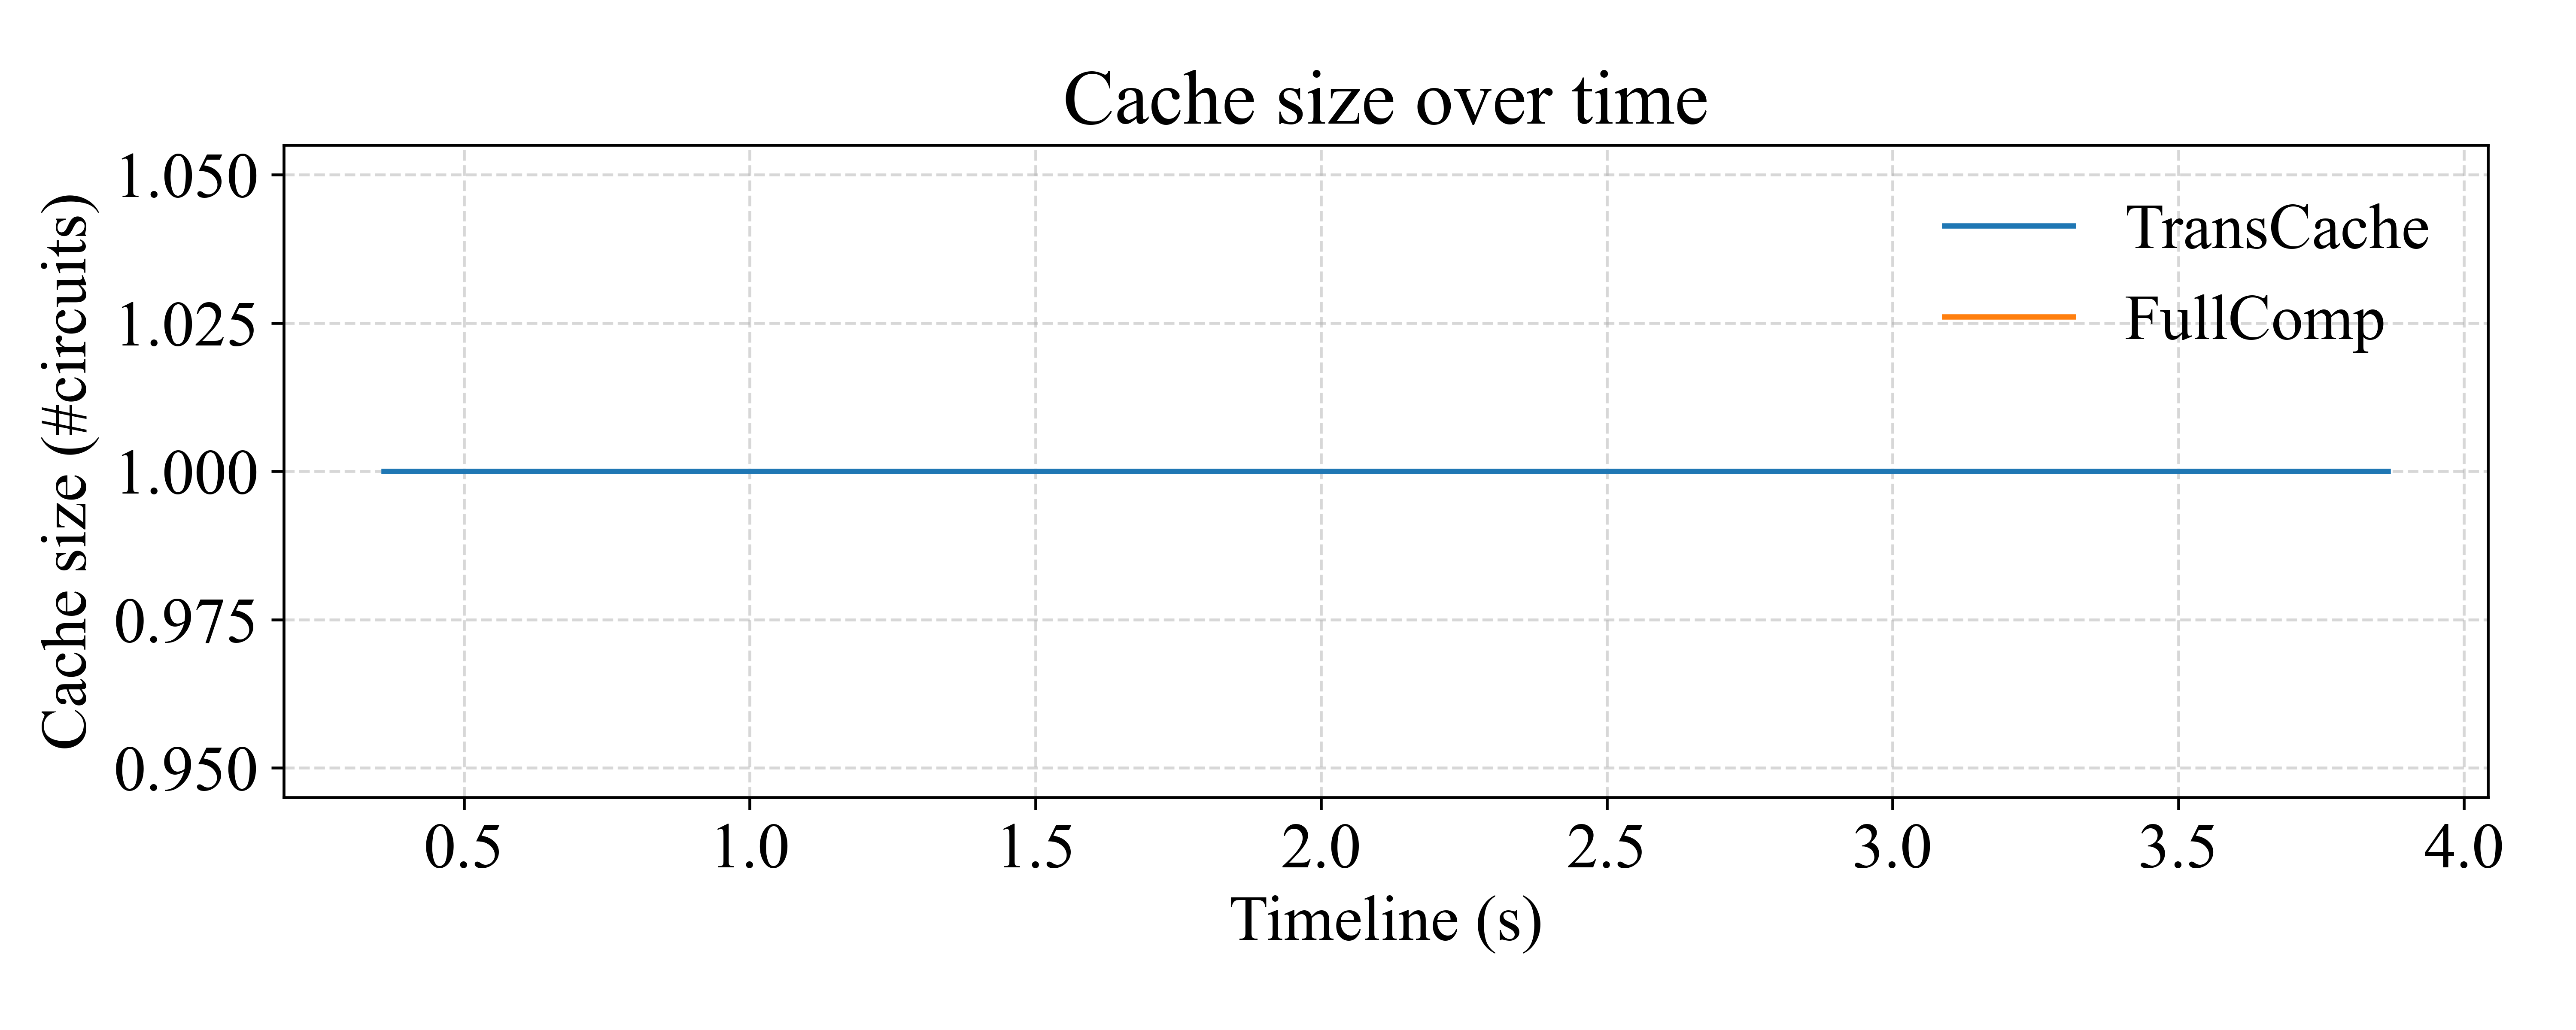 Cache size over time
Cache size (#circuits)
1.050
1.025
1.000
0.975
0.950
TransCache
FullComp
0.5 1.0 1.5 2.0 2.5 3.0 3.5 4.0
Timeline (s)